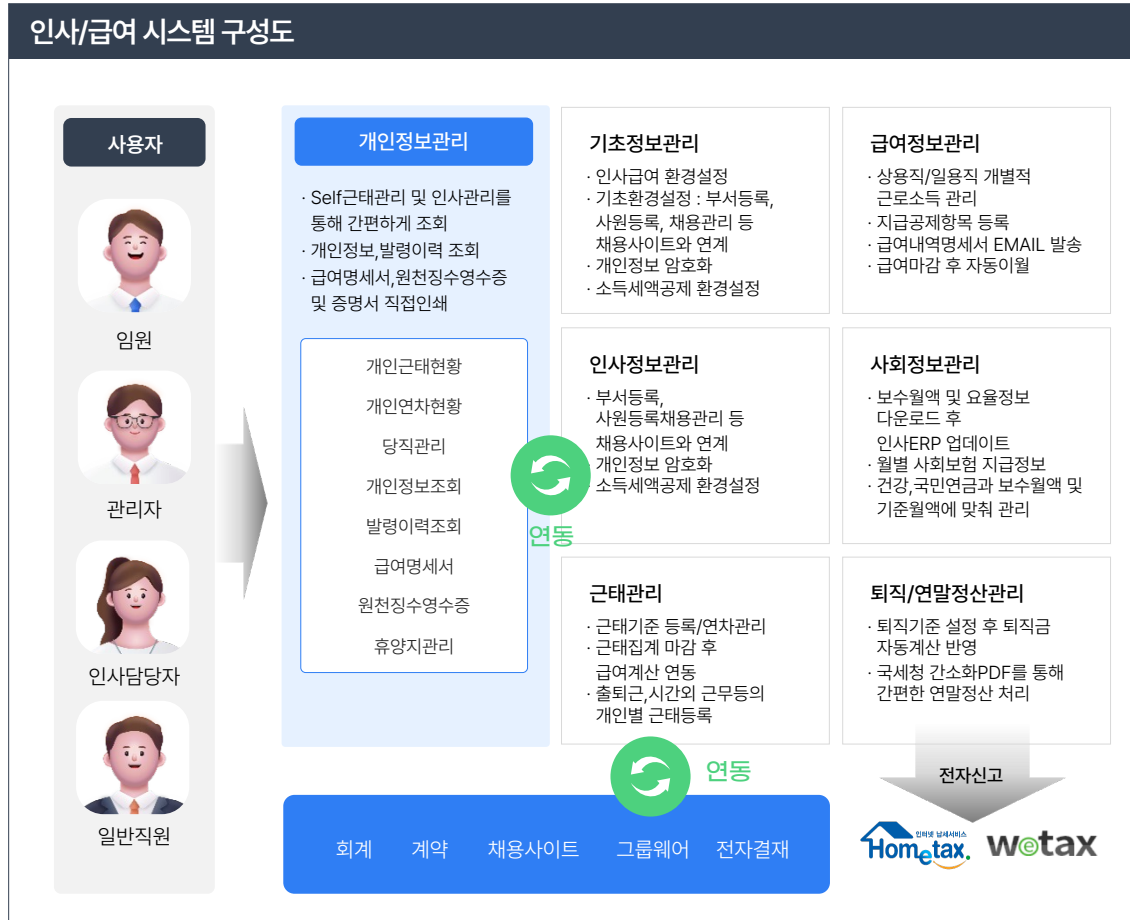 인사/급여 시스템 구성도
사용자
임원
관리자
인사담당자
일반직원
개인정보관리
· Self근태관리 및 인사관리를
통해 간편하게 조회
· 개인정보,발령이력 조회
· 급여명세서,원천징수영수증
및 증명서 직접인쇄
개인근태현황
개인연차현황
당직관리
개인정보조회
발령이력조회
급여명세서
원천징수영수증
휴양지관리
연동
기초정보관리
· 인사급여 환경설정
· 기초환경설정 : 부서등록,
사원등록, 채용관리 등
채용사이트와 연계
· 개인정보 암호화
· 소득세액공제 환경설정
급여정보관리
· 상용직/일용직 개별적
근로소득 관리
· 지급공제항목 등록
· 급여내역명세서 EMAIL 발송
· 급여마감 후 자동이월
인사정보관리
· 부서등록,
사원등록채용관리 등
채용사이트와 연계
· 개인정보 암호화
· 소득세액공제 환경설정
사회정보관리
· 보수월액 및 요율정보
다운로드 후
인사ERP 업데이트
· 월별 사회보험 지급정보
· 건강,국민연금과 보수월액 및
기준월액에 맞춰 관리
근태관리
· 근태기준 등록/연차관리
· 근태집계 마감 후
급여계산 연동
· 출퇴근,시간외 근무등의
개인별 근태등록
퇴직/연말정산관리
· 퇴직기준 설정 후 퇴직금
자동계산 반영
· 국세청 간소화PDF를 통해
간편한 연말정산 처리
연동
회계 계약 채용사이트 그룹웨어 전자결재
전자신고
인터넷 납세서비스
Hometax.
Wetax